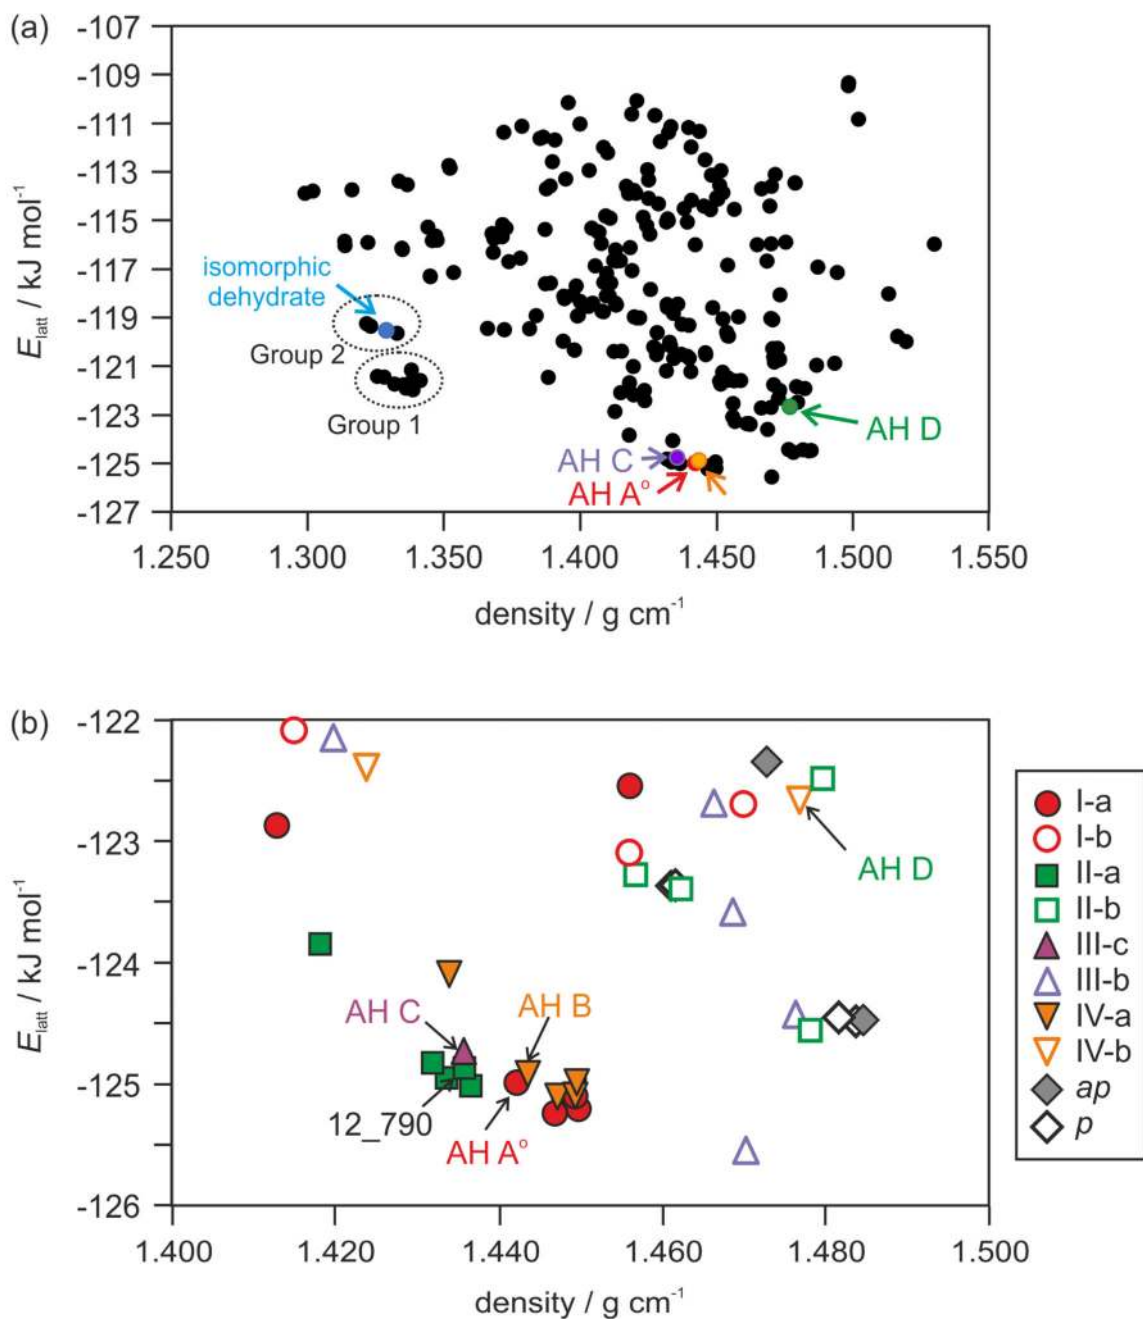 (a)
-107
-109
-111
-113
-115
-117
-119
-121
-123
-125
-127
E_latt / kJ mol⁻¹
isomorphic
dehydrate
Group 2
Group 1
AH D
AH C
AH A°
1.250 1.300 1.350 1.400 1.450 1.500 1.550
density / g cm⁻¹
(b)
-122
-123
-124
-125
-126
E_latt / kJ mol⁻¹
AH D
AH C
AH B
12_790
AH A°
1.400 1.420 1.440 1.460 1.480 1.500
density / g cm⁻¹
I-a
I-b
II-a
II-b
III-c
III-b
IV-a
IV-b
ap
p